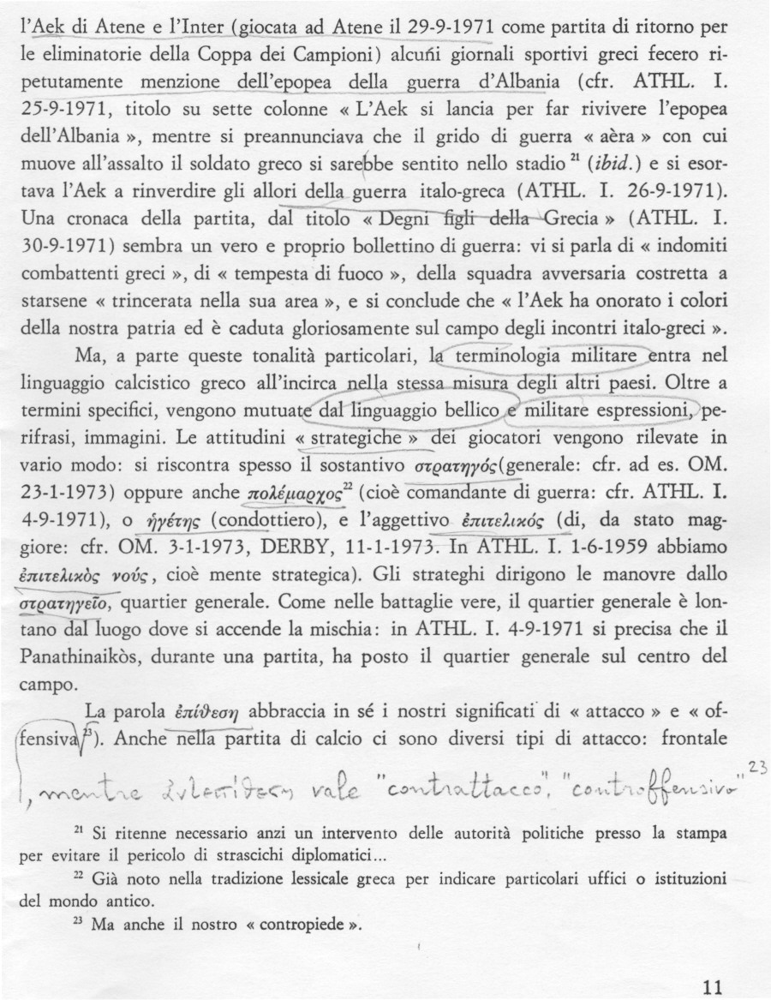 l'Aek di Atene e l'Inter (giocata ad Atene il 29-9-1971 come partita di ritorno per
le eliminatorie della Coppa dei Campioni) alcuni giornali sportivi greci fecero ri-
petutamente menzione dell'epopea della guerra d'Albania (cfr. ATHL. I.
25-9-1971, titolo su sette colonne « L'Aek si lancia per far rivivere l'epopea
dell'Albania », mentre si preannunciava che il grido di guerra « aèra » con cui
muove all'assalto il soldato greco si sarebbe sentito nello stadio ²¹ (ibid.) e si esor-
tava l'Aek a rinverdire gli allori della guerra italo-greca (ATHL. I. 26-9-1971).
Una cronaca della partita, dal titolo « Degni figli della Grecia » (ATHL. I.
30-9-1971) sembra un vero e proprio bollettino di guerra: vi si parla di « indomiti
combattenti greci », di « tempesta di fuoco », della squadra avversaria costretta a
starsene « trincerata nella sua area », e si conclude che « l'Aek ha onorato i colori
della nostra patria ed è caduta gloriosamente sul campo degli incontri italo-greci ».
Ma, a parte queste tonalità particolari, la terminologia militare entra nel
linguaggio calcistico greco all'incirca nella stessa misura degli altri paesi. Oltre a
termini specifici, vengono mutuate dal linguaggio bellico e militare espressioni, pe-
rifrasi, immagini. Le attitudini « strategiche » dei giocatori vengono rilevate in
vario modo: si riscontra spesso il sostantivo στρατηγός (generale: cfr. ad es. OM.
23-1-1973) oppure anche πολέμαρχος²² (cioè comandante di guerra: cfr. ATHL. I.
4-9-1971), o ἡγέτης (condottiero), e l'aggettivo ἐπιτελικός (di, da stato mag-
giore: cfr. OM. 3-1-1973, DERBY, 11-1-1973. In ATHL. I. 1-6-1959 abbiamo
ἐπιτελικὸς νούς, cioè mente strategica). Gli strateghi dirigono le manovre dallo
στρατηγεῖο, quartier generale. Come nelle battaglie vere, il quartier generale è lon-
tano dal luogo dove si accende la mischia: in ATHL. I. 4-9-1971 si precisa che il
Panathinaikòs, durante una partita, ha posto il quartier generale sul centro del
campo.
La parola ἐπίθεση abbraccia in sé i nostri significati di « attacco » e « of-
fensiva ²³). Anche nella partita di calcio ci sono diversi tipi di attacco: frontale
, mentre ἀντεπίθεση vale "contrattacco", "controffensiva" ²³
²¹ Si ritenne necessario anzi un intervento delle autorità politiche presso la stampa
per evitare il pericolo di strascichi diplomatici...
²² Già noto nella tradizione lessicale greca per indicare particolari uffici o istituzioni
del mondo antico.
²³ Ma anche il nostro « contropiede ».
11